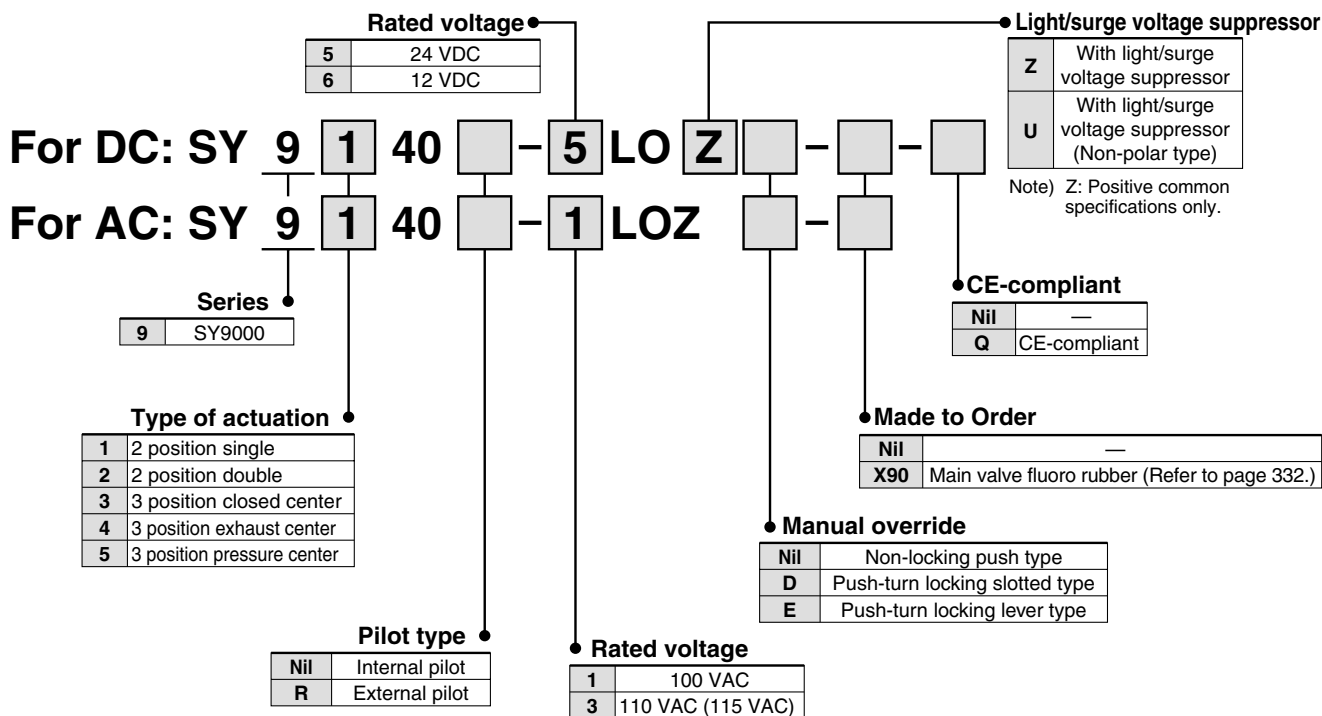 Rated voltage
5 24 VDC
6 12 VDC
Light/surge voltage suppressor
Z With light/surge
voltage suppressor
U With light/surge
voltage suppressor
(Non-polar type)
Note) Z: Positive common
specifications only.
For DC: SY 9 1 40 – 5 LO Z – –
For AC: SY 9 1 40 – 1 LOZ –
Series
9 SY9000
CE-compliant
Nil —
Q CE-compliant
Type of actuation
1 2 position single
2 2 position double
3 3 position closed center
4 3 position exhaust center
5 3 position pressure center
Made to Order
Nil —
X90 Main valve fluoro rubber (Refer to page 332.)
Manual override
Nil Non-locking push type
D Push-turn locking slotted type
E Push-turn locking lever type
Pilot type
Nil Internal pilot
R External pilot
Rated voltage
1 100 VAC
3 110 VAC (115 VAC)